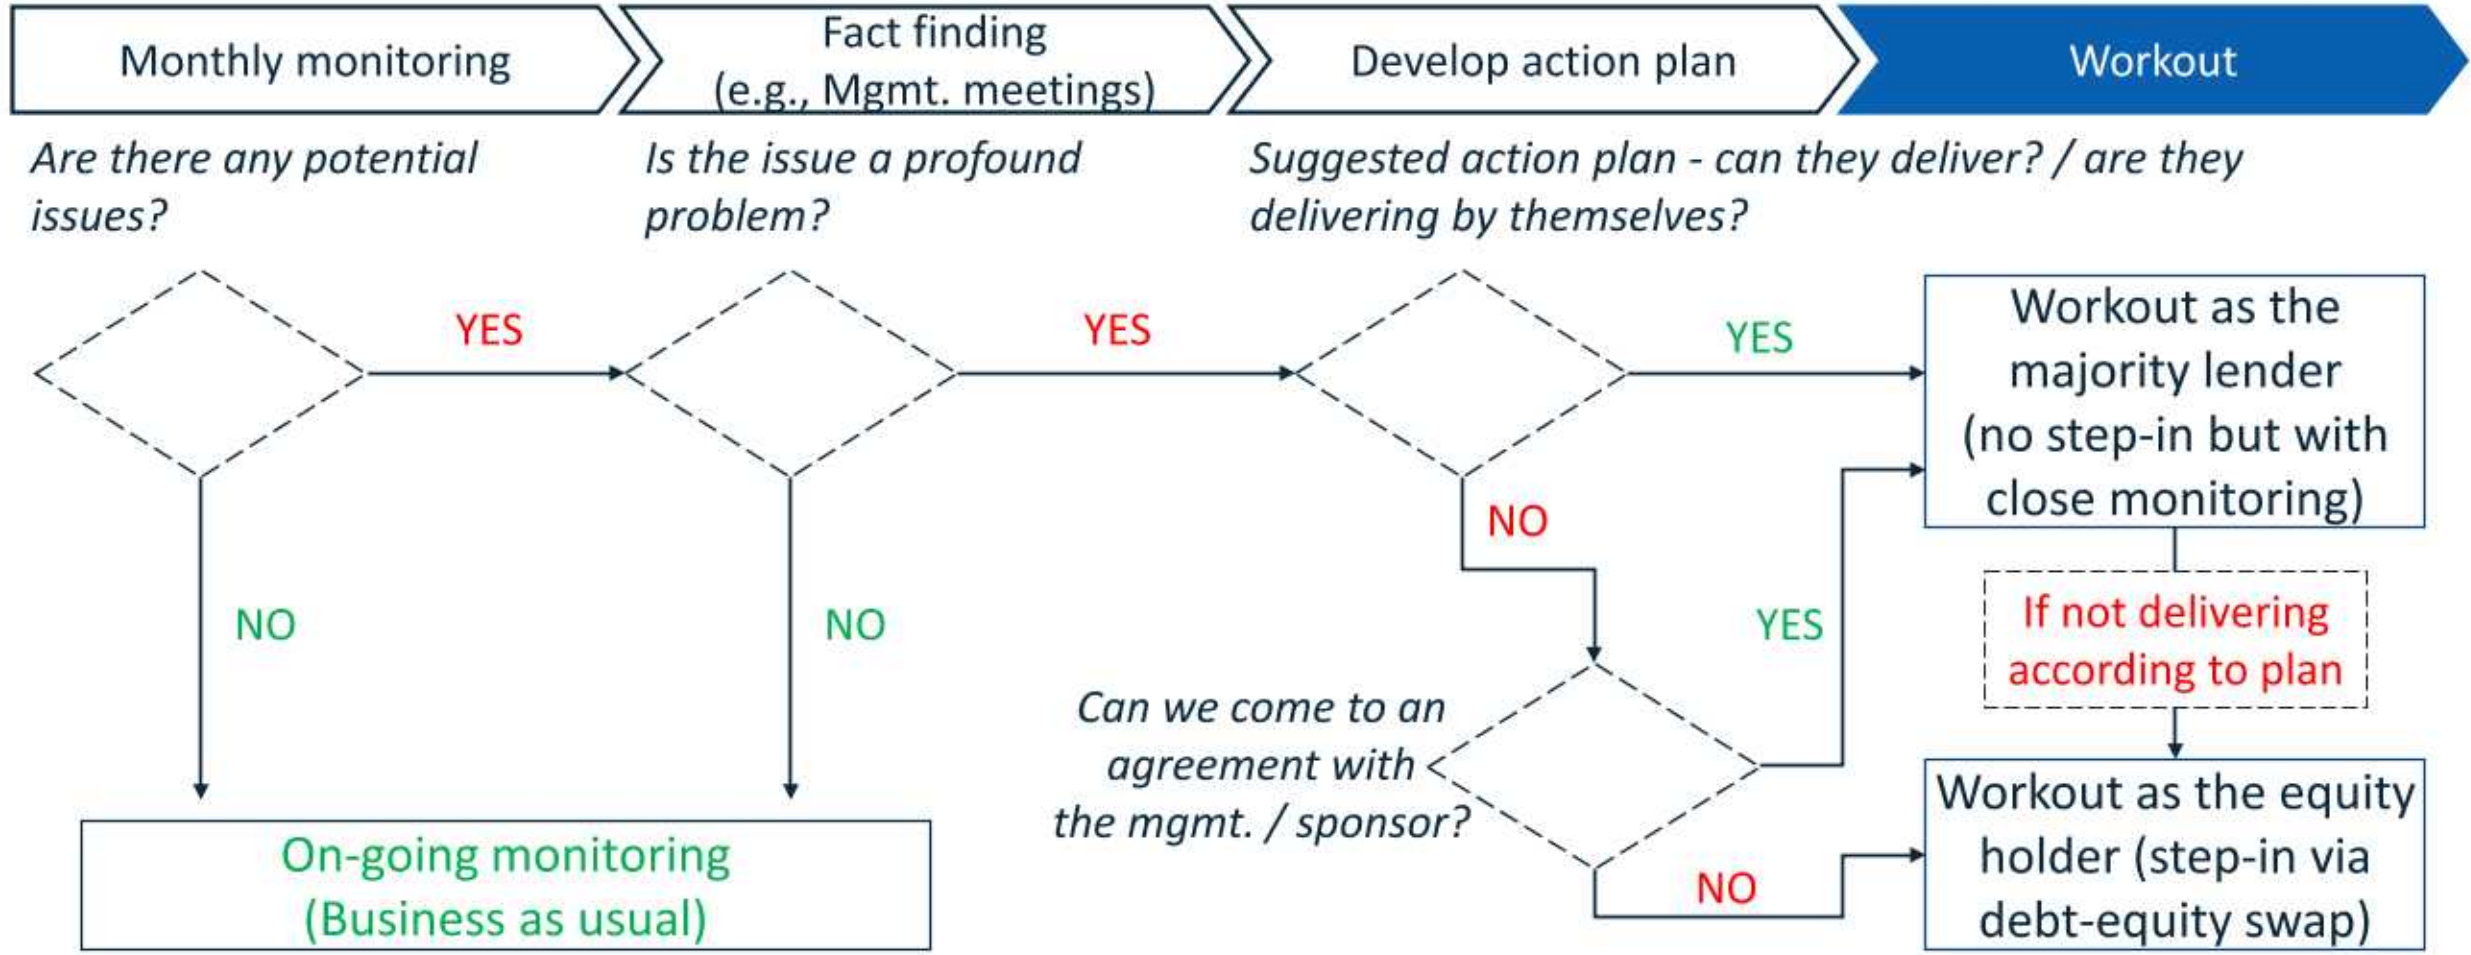 Monthly monitoring
Fact finding
(e.g., Mgmt. meetings)
Develop action plan
Workout
Are there any potential
issues?
Is the issue a profound
problem?
Suggested action plan - can they deliver? / are they
delivering by themselves?
YES
YES
YES
Workout as the
majority lender
(no step-in but with
close monitoring)
NO
NO
NO
YES
If not delivering
according to plan
Can we come to an
agreement with
the mgmt. / sponsor?
NO
On-going monitoring
(Business as usual)
Workout as the equity
holder (step-in via
debt-equity swap)